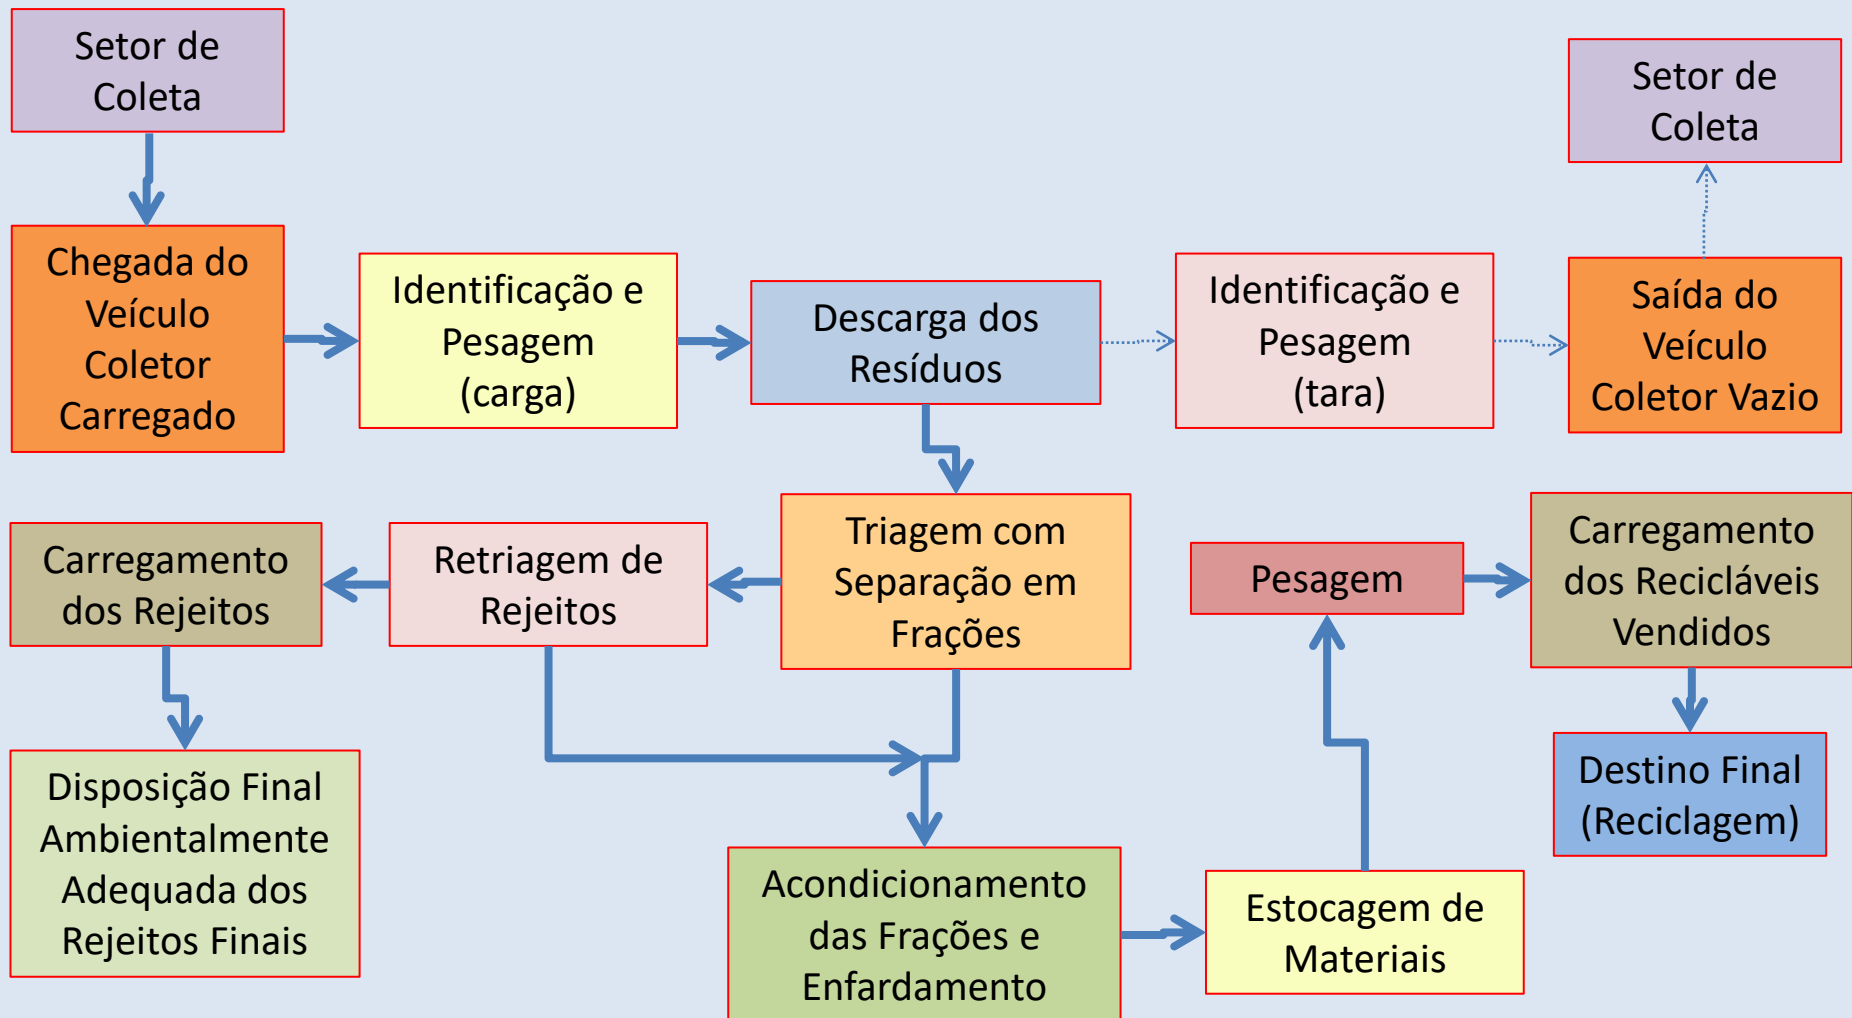 Setor de
Coleta
Setor de
Coleta
Chegada do
Veículo
Coletor
Carregado
Identificação e
Pesagem
(carga)
Descarga dos
Resíduos
Identificação e
Pesagem
(tara)
Saída do
Veículo
Coletor Vazio
Carregamento
dos Rejeitos
Retriagem de
Rejeitos
Triagem com
Separação em
Frações
Pesagem
Carregamento
dos Recicláveis
Vendidos
Disposição Final
Ambientalmente
Adequada dos
Rejeitos Finais
Acondicionamento
das Frações e
Enfardamento
Estocagem de
Materiais
Destino Final
(Reciclagem)